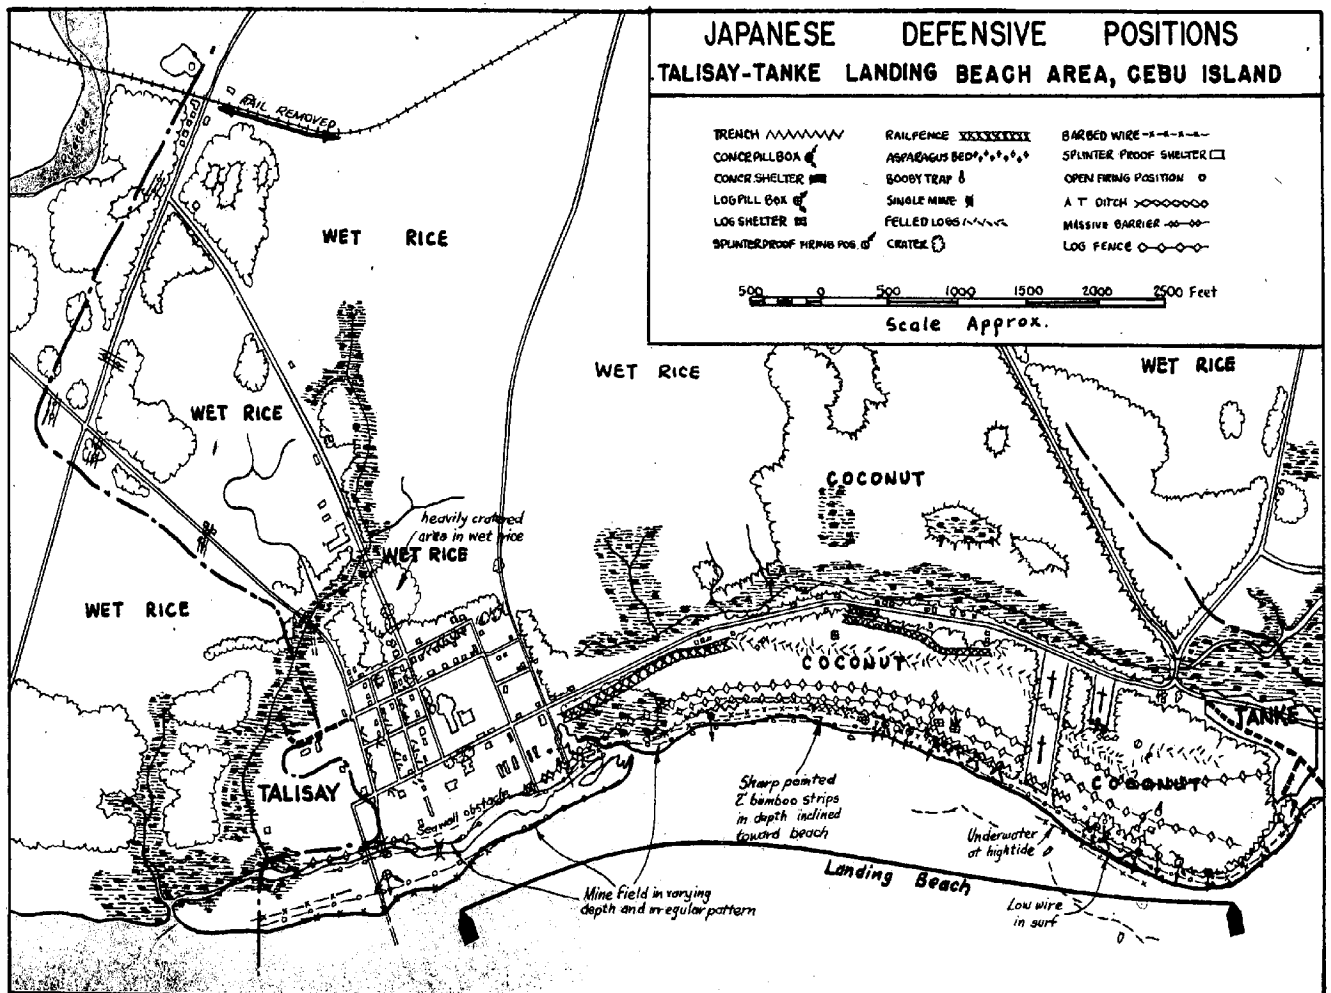 JAPANESE DEFENSIVE POSITIONS
TALISAY-TANKE LANDING BEACH AREA, CEBU ISLAND
TRENCH
CONCR PILL BOX
CONCR. SHELTER
LOG PILL BOX
LOG SHELTER
SPLINTERPROOF FIRING POS.
RAILFENCE
ASPARAGUS BED
BOOBY TRAP
SINGLE MINE
FELLED LOGS
CRATER
BARBED WIRE
SPLINTER PROOF SHELTER
OPEN FIRING POSITION
A T DITCH
MASSIVE BARRIER
LOG FENCE
500 0 500 1000 1500 2000 2500 Feet
Scale Approx.
RAIL REMOVED
WET RICE
WET RICE
WET RICE
WET RICE
COCONUT
heavily cratered
area in wet rice
WET RICE
WET RICE
COCONUT
TANKE
COCONUT
TALISAY
Seawall obstacle
Sharp pointed
2" bamboo strips
in depth inclined
toward beach
Underwater
at hightide
Landing Beach
Mine field in varying
depth and irregular pattern
Low wire
in surf